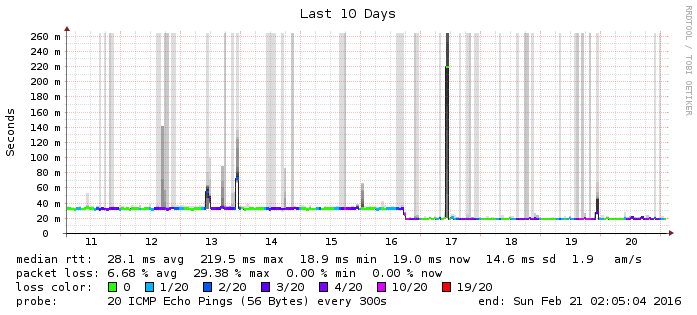 Last 10 Days
RRDTOOL / TOBI OETIKER
Seconds
260 m
240 m
220 m
200 m
180 m
160 m
140 m
120 m
100 m
80 m
60 m
40 m
20 m
0
11 12 13 14 15 16 17 18 19 20
median rtt: 28.1 ms avg 219.5 ms max 18.9 ms min 19.0 ms now 14.6 ms sd 1.9 am/s
packet loss: 6.68 % avg 29.38 % max 0.00 % min 0.00 % now
loss color: 0 1/20 2/20 3/20 4/20 10/20 19/20
probe: 20 ICMP Echo Pings (56 Bytes) every 300s end: Sun Feb 21 02:05:04 2016